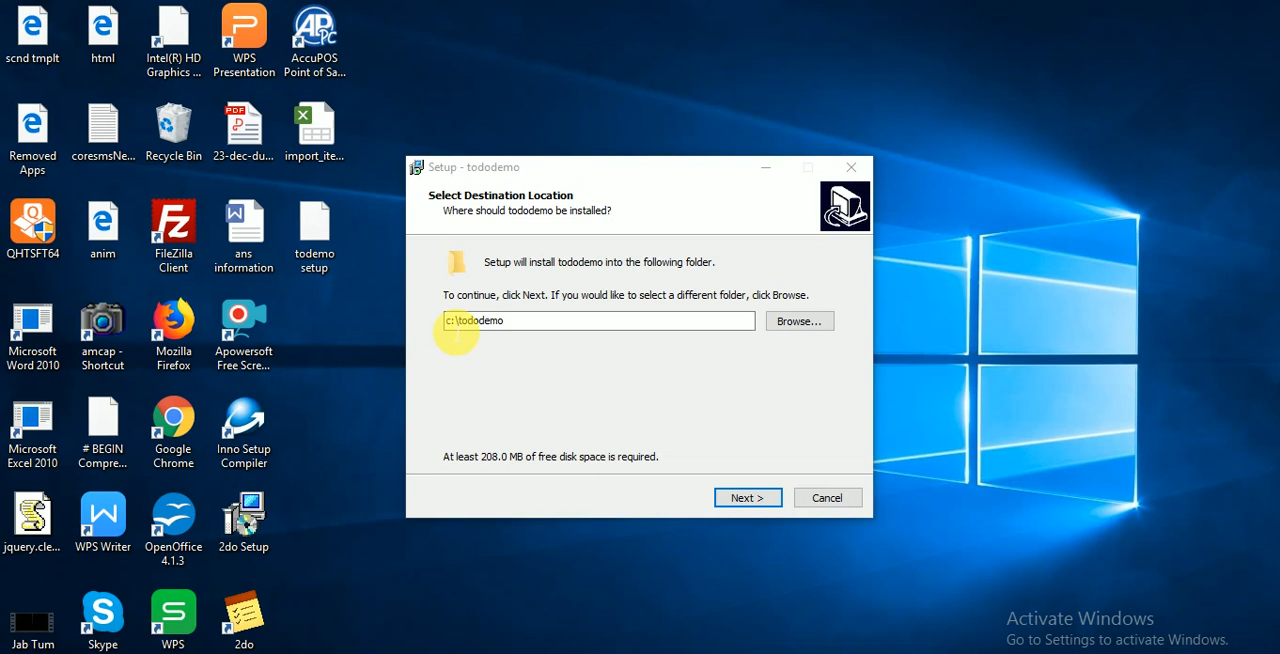 scnd tmplt
html
Intel(R) HD
Graphics ...
WPS
Presentation
AccuPOS
Point of Sa...
Removed
Apps
coresmsNe...
Recycle Bin
PDF
23-dec-du...
import_ite...
QHTSFT64
anim
FileZilla
Client
ans
information
todemo
setup
Microsoft
Word 2010
amcap -
Shortcut
Mozilla
Firefox
Apowersoft
Free Scre...
Microsoft
Excel 2010
# BEGIN
Compre...
Google
Chrome
Inno Setup
Compiler
jquery.cle...
WPS Writer
OpenOffice
4.1.3
2do Setup
Jab Tum
Skype
WPS
2do
Setup - tododemo
Select Destination Location
Where should tododemo be installed?
Setup will install tododemo into the following folder.
To continue, click Next. If you would like to select a different folder, click Browse.
c:\tododemo
Browse...
At least 208.0 MB of free disk space is required.
Next >
Cancel
Activate Windows
Go to Settings to activate Windows.